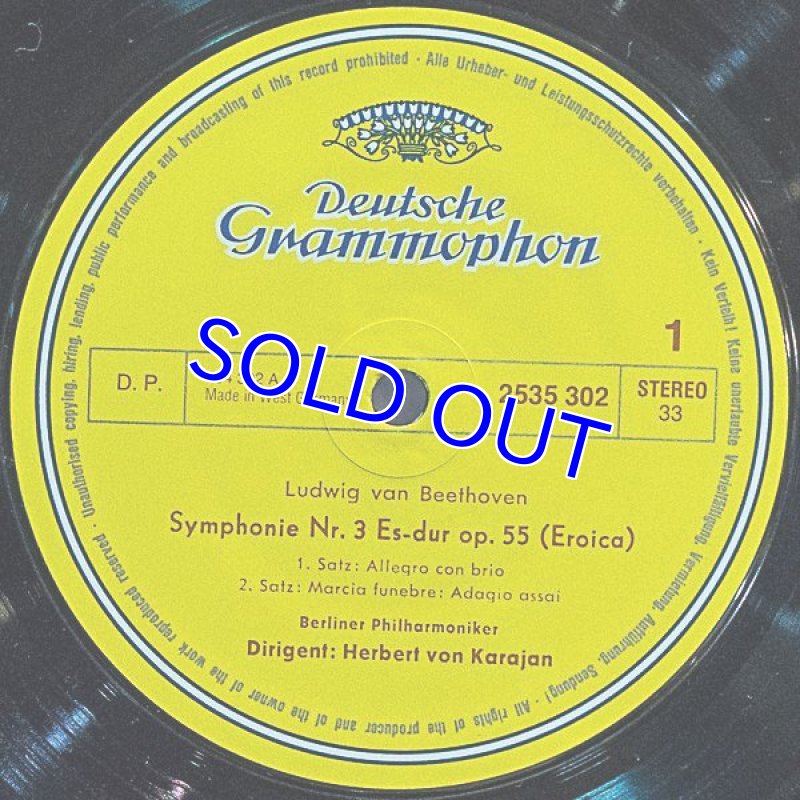 Alle Urheber- und Leistungsschutzrechte vorbehalten · Kein Verleih! Keine unerlaubte Vervielfältigung, Vermietung, Aufführung, Sendung! · All rights of the producer and of the owner of the work reproduced reserved · Unauthorised copying, hiring, lending, public performance and broadcasting of this record prohibited ·
Deutsche
Grammophon
1
D. P.
2 A
Made in West Germany
2535 302
STEREO
33
SOLD OUT
Ludwig van Beethoven
Symphonie Nr. 3 Es-dur op. 55 (Eroica)
1. Satz: Allegro con brio
2. Satz: Marcia funebre: Adagio assai
Berliner Philharmoniker
Dirigent: Herbert von Karajan